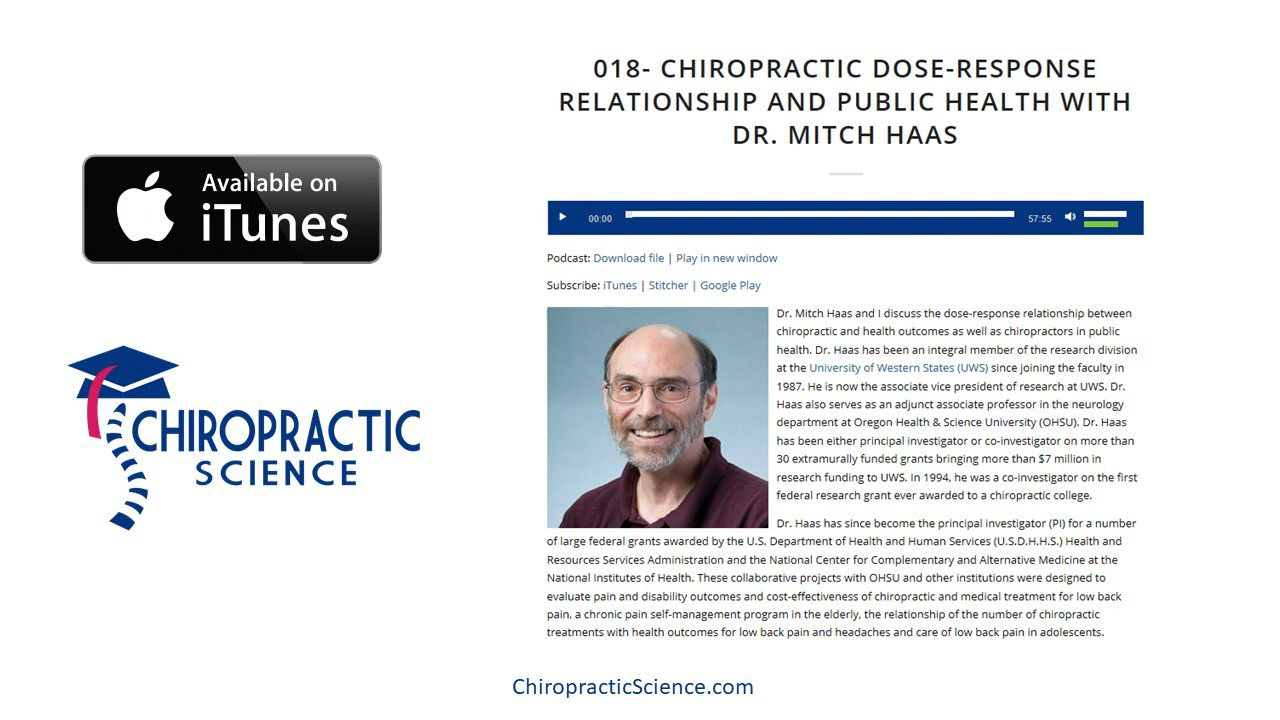 018- CHIROPRACTIC DOSE-RESPONSE
RELATIONSHIP AND PUBLIC HEALTH WITH
DR. MITCH HAAS
Available on
iTunes
00:00
57:55
Podcast: Download file | Play in new window
Subscribe: iTunes | Stitcher | Google Play
Dr. Mitch Haas and I discuss the dose-response relationship between
chiropractic and health outcomes as well as chiropractors in public
health. Dr. Haas has been an integral member of the research division
at the University of Western States (UWS) since joining the faculty in
1987. He is now the associate vice president of research at UWS. Dr.
Haas also serves as an adjunct associate professor in the neurology
department at Oregon Health & Science University (OHSU). Dr. Haas
has been either principal investigator or co-investigator on more than
30 extramurally funded grants bringing more than $7 million in
research funding to UWS. In 1994, he was a co-investigator on the first
federal research grant ever awarded to a chiropractic college.
Dr. Haas has since become the principal investigator (PI) for a number
of large federal grants awarded by the U.S. Department of Health and Human Services (U.S.D.H.H.S.) Health and
Resources Services Administration and the National Center for Complementary and Alternative Medicine at the
National Institutes of Health. These collaborative projects with OHSU and other institutions were designed to
evaluate pain and disability outcomes and cost-effectiveness of chiropractic and medical treatment for low back
pain, a chronic pain self-management program in the elderly, the relationship of the number of chiropractic
treatments with health outcomes for low back pain and headaches and care of low back pain in adolescents.
CHIROPRACTIC
SCIENCE
ChiropracticScience.com